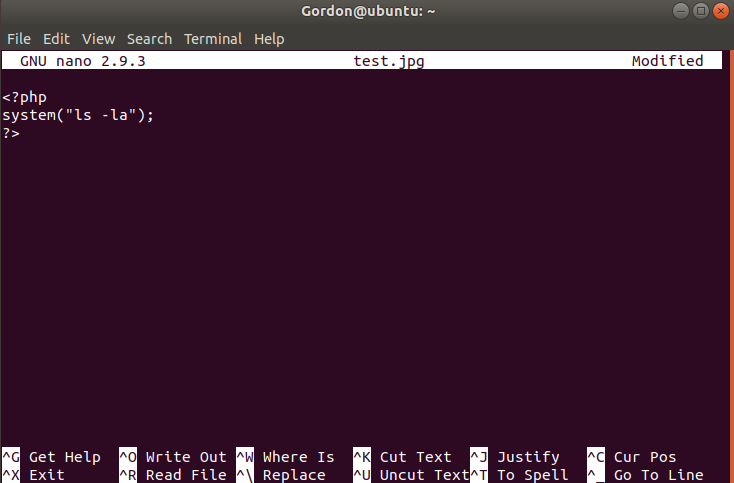 Gordon@ubuntu: ~
File Edit View Search Terminal Help
GNU nano 2.9.3 test.jpg Modified
<?php
system("ls -la");
?>
^G Get Help ^O Write Out ^W Where Is ^K Cut Text ^J Justify ^C Cur Pos
^X Exit ^R Read File ^\ Replace ^U Uncut Text ^T To Spell ^_ Go To Line